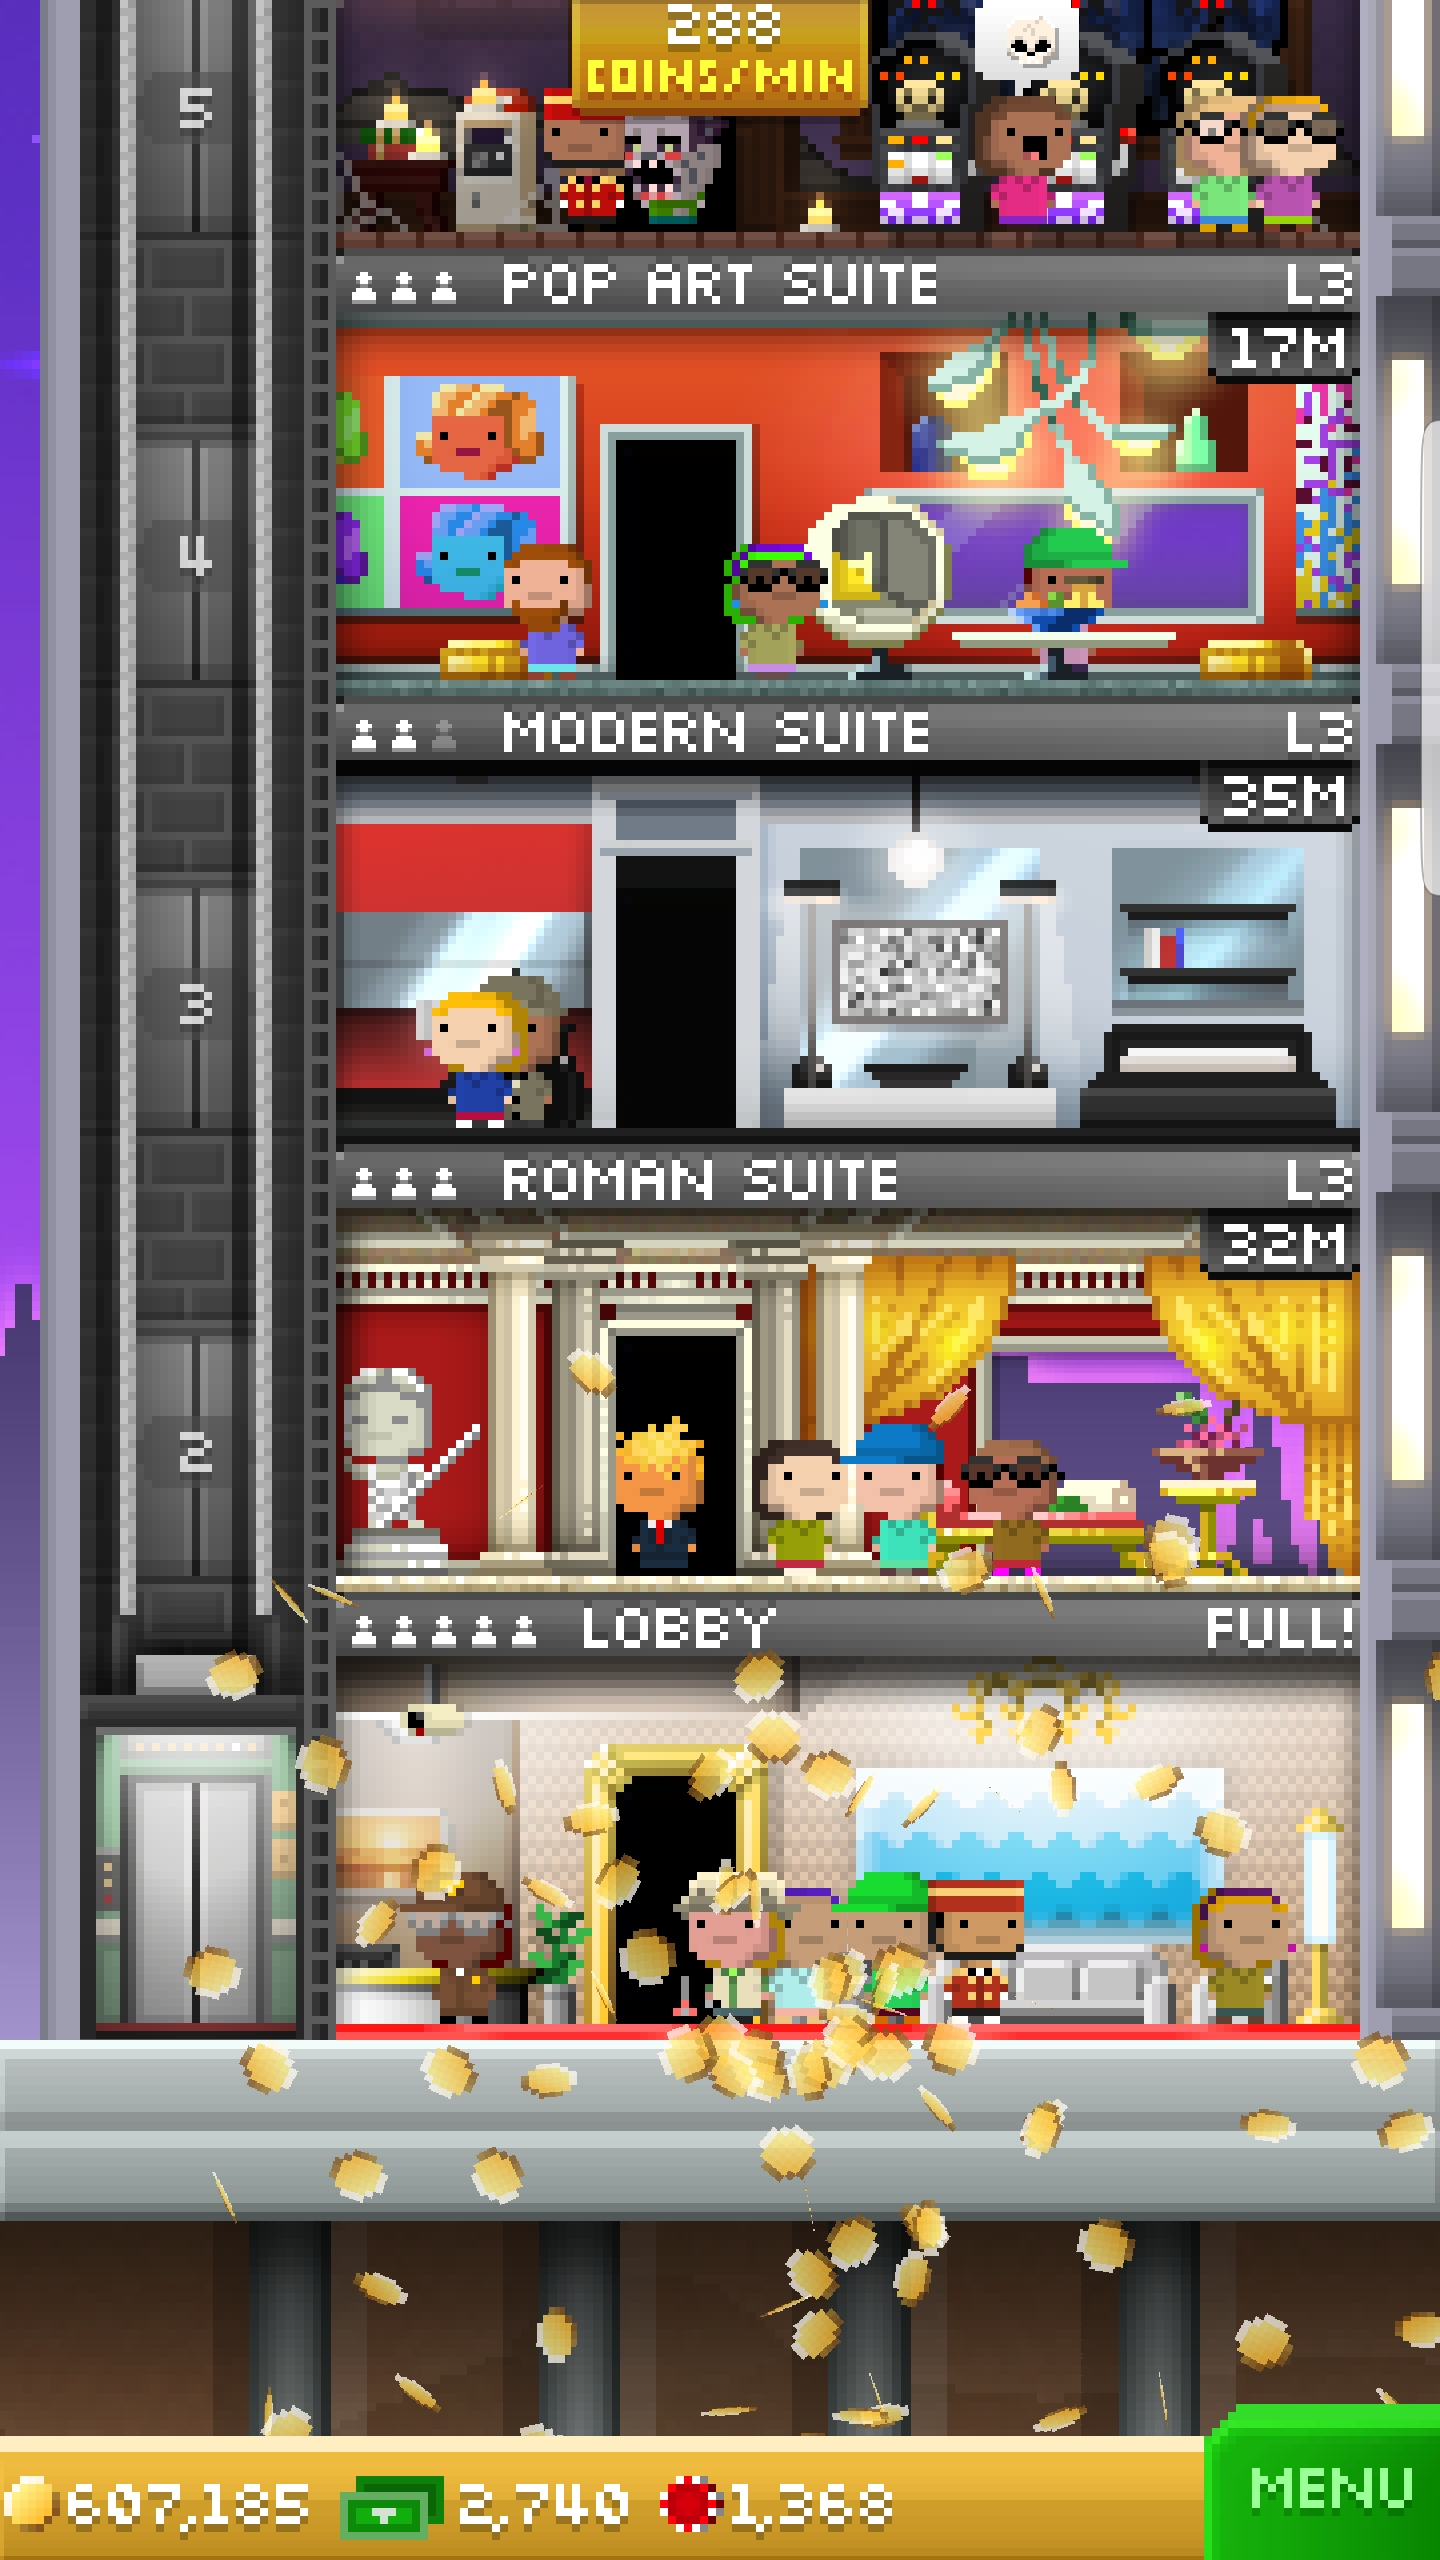 288
COINS/MIN
5
POP ART SUITE L3
17M
4
MODERN SUITE L3
35M
3
ROMAN SUITE L3
32M
2
LOBBY FULL!
607,185 2,740 1,368 MENU